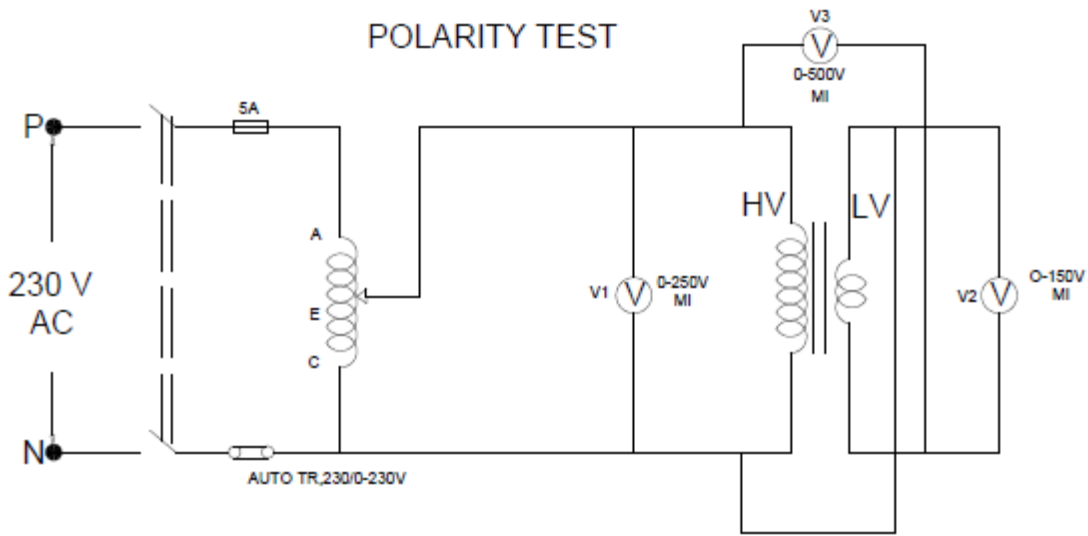 POLARITY TEST
V3
V
0-500V
MI
5A
P
HV
LV
A
230 V
AC
E
C
V1
V
0-250V
MI
V2
V
O-150V
MI
N
AUTO TR,230/0-230V